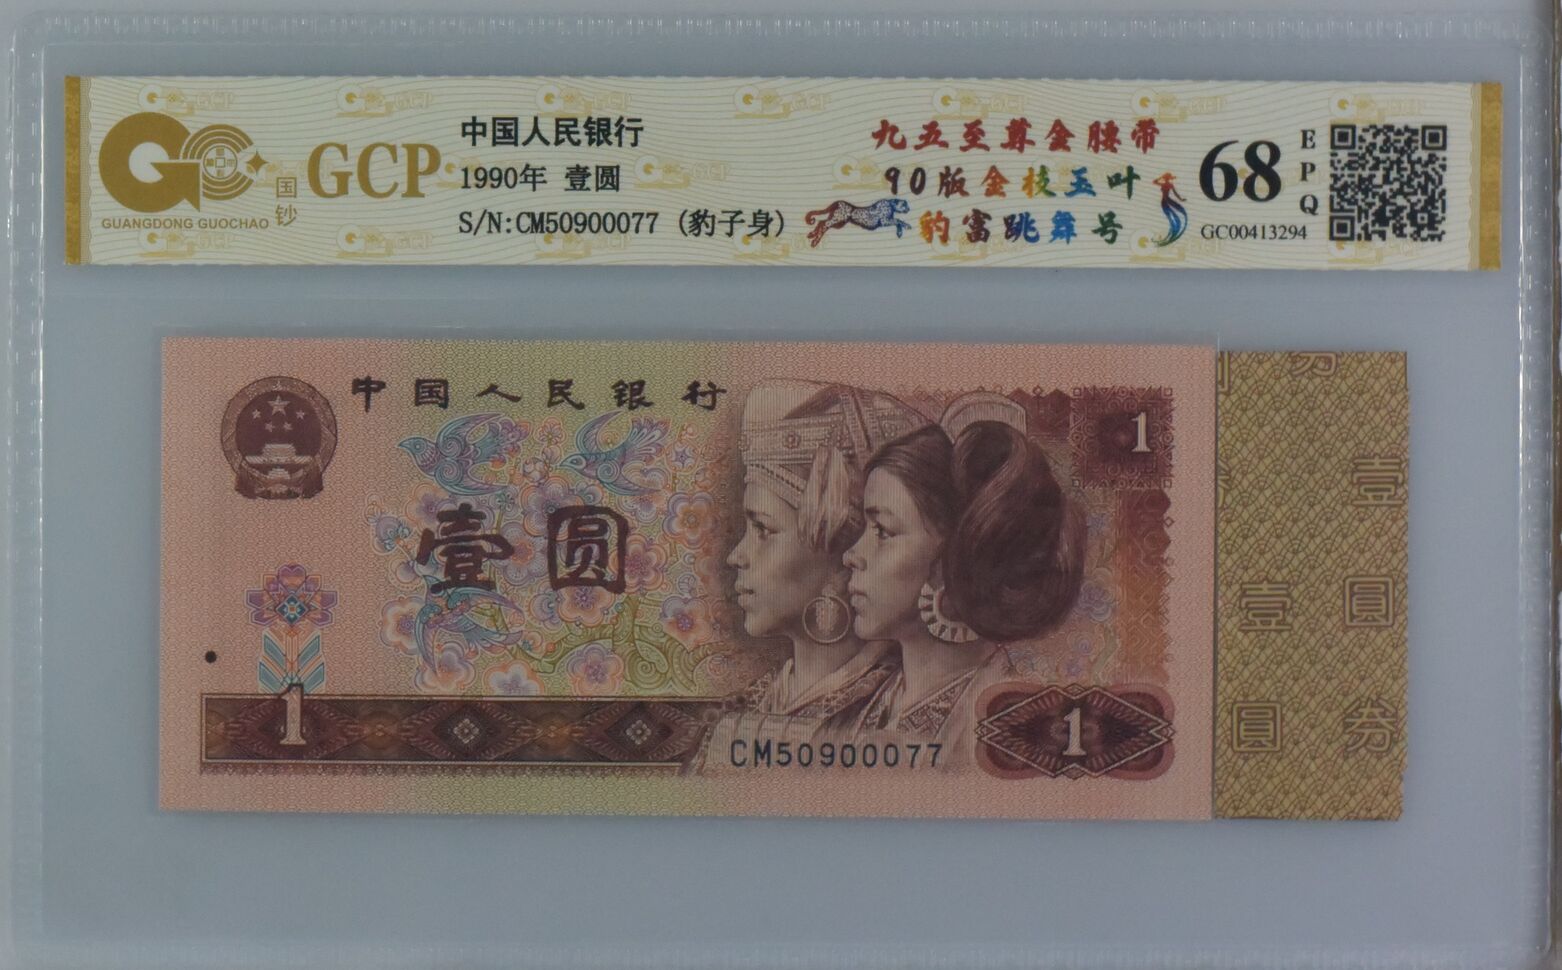 GCP
国钞
GUANGDONG GUOCHAO
中国人民银行
1990年 壹圆
S/N:CM50900077 (豹子身)
九五至尊金腰带
90版金枝玉叶
豹富跳舞号
68
EPQ
GC00413294
中国人民银行
1
壹圆
1
CM50900077
1
壹
壹 圓
圓 券